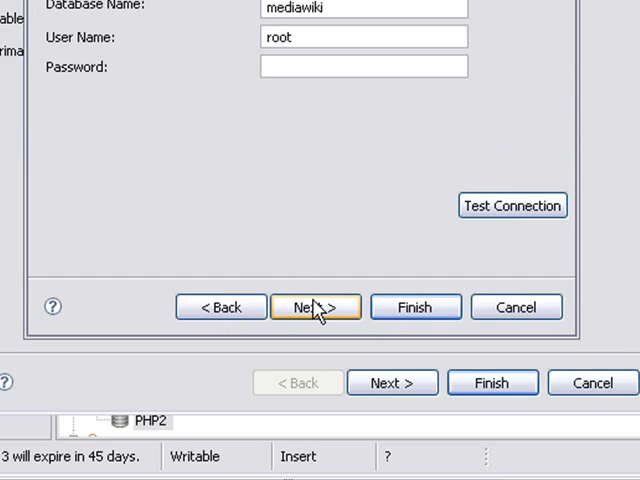 Database Name:
mediawiki
able
User Name:
root
rima
Password:
Test Connection
< Back
Next >
Finish
Cancel
< Back
Next >
Finish
Cancel
PHP2
3 will expire in 45 days.
Writable
Insert
?